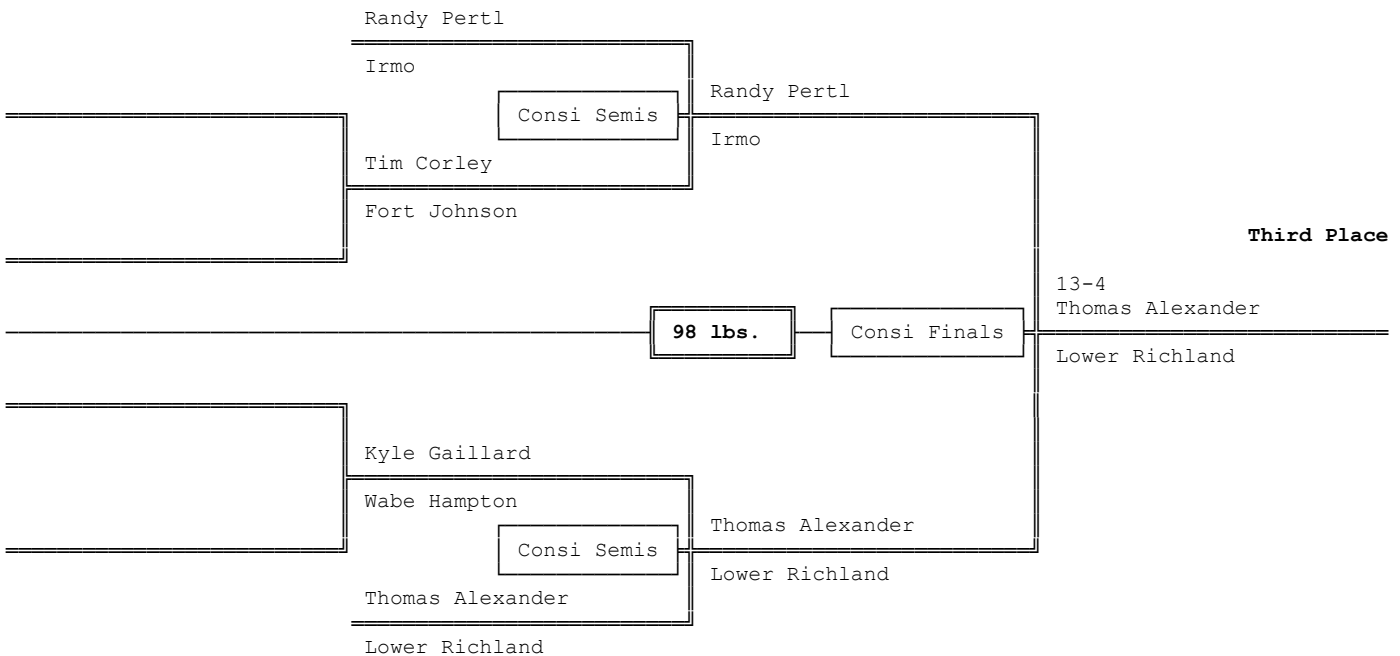 Randy Pertl
Irmo
Consi Semis
Randy Pertl
Irmo
Tim Corley
Fort Johnson
Third Place
13-4
Thomas Alexander
98 lbs.
Consi Finals
Lower Richland
Kyle Gaillard
Wabe Hampton
Consi Semis
Thomas Alexander
Lower Richland
Thomas Alexander
Lower Richland